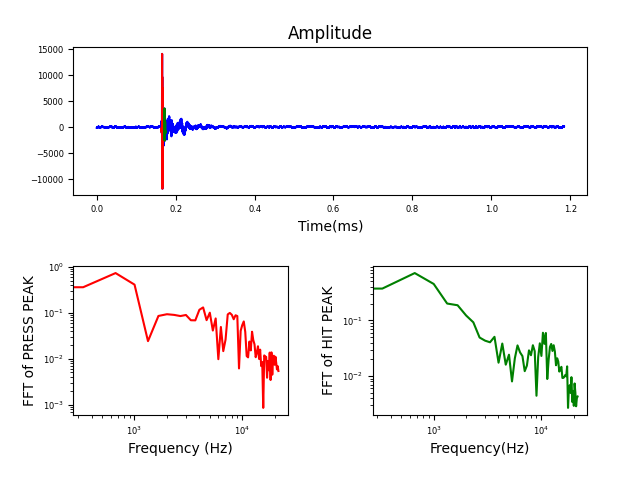 Amplitude
15000
10000
5000
0
−5000
−10000
0.0 0.2 0.4 0.6 0.8 1.0 1.2
Time(ms)
FFT of PRESS PEAK
10⁰
10⁻¹
10⁻²
10⁻³
10³ 10⁴
Frequency (Hz)
FFT of HIT PEAK
10⁻¹
10⁻²
10³ 10⁴
Frequency(Hz)